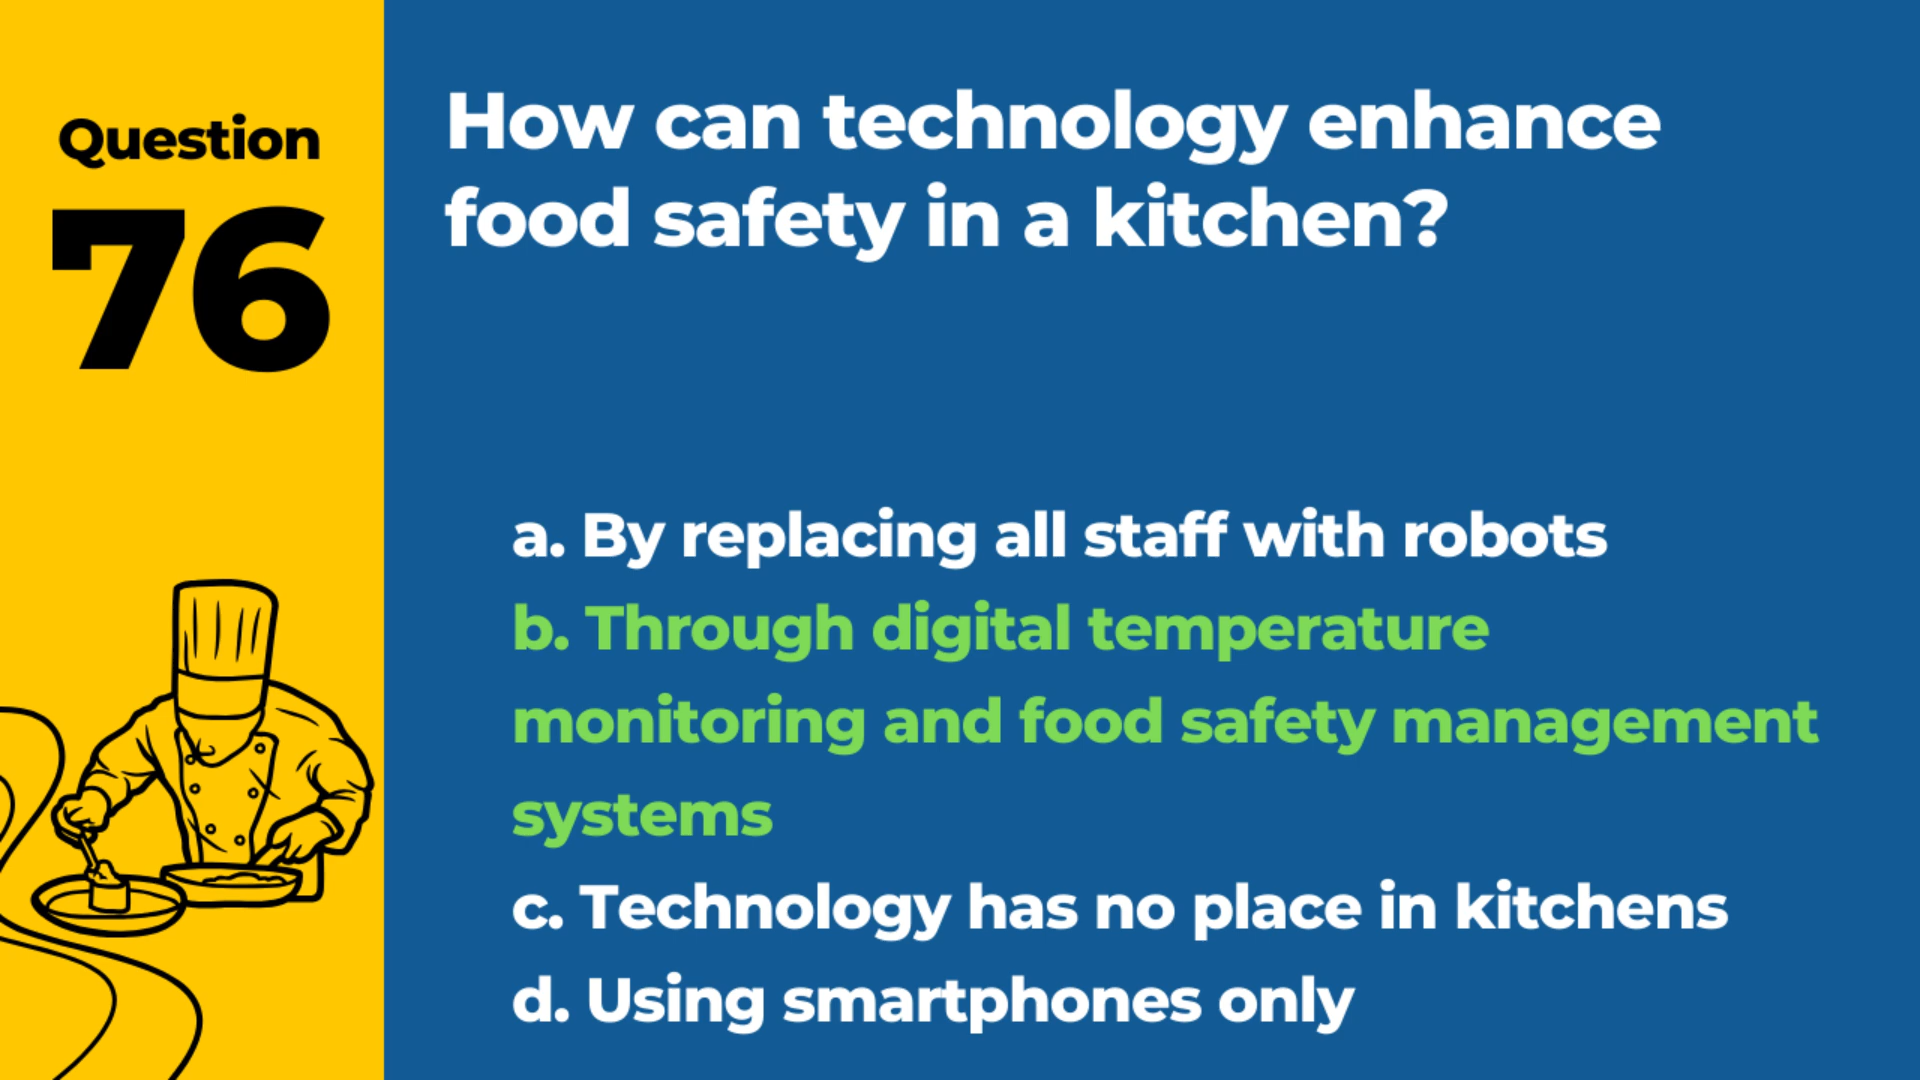 Question
76
How can technology enhance
food safety in a kitchen?
a. By replacing all staff with robots
b. Through digital temperature
monitoring and food safety management
systems
c. Technology has no place in kitchens
d. Using smartphones only